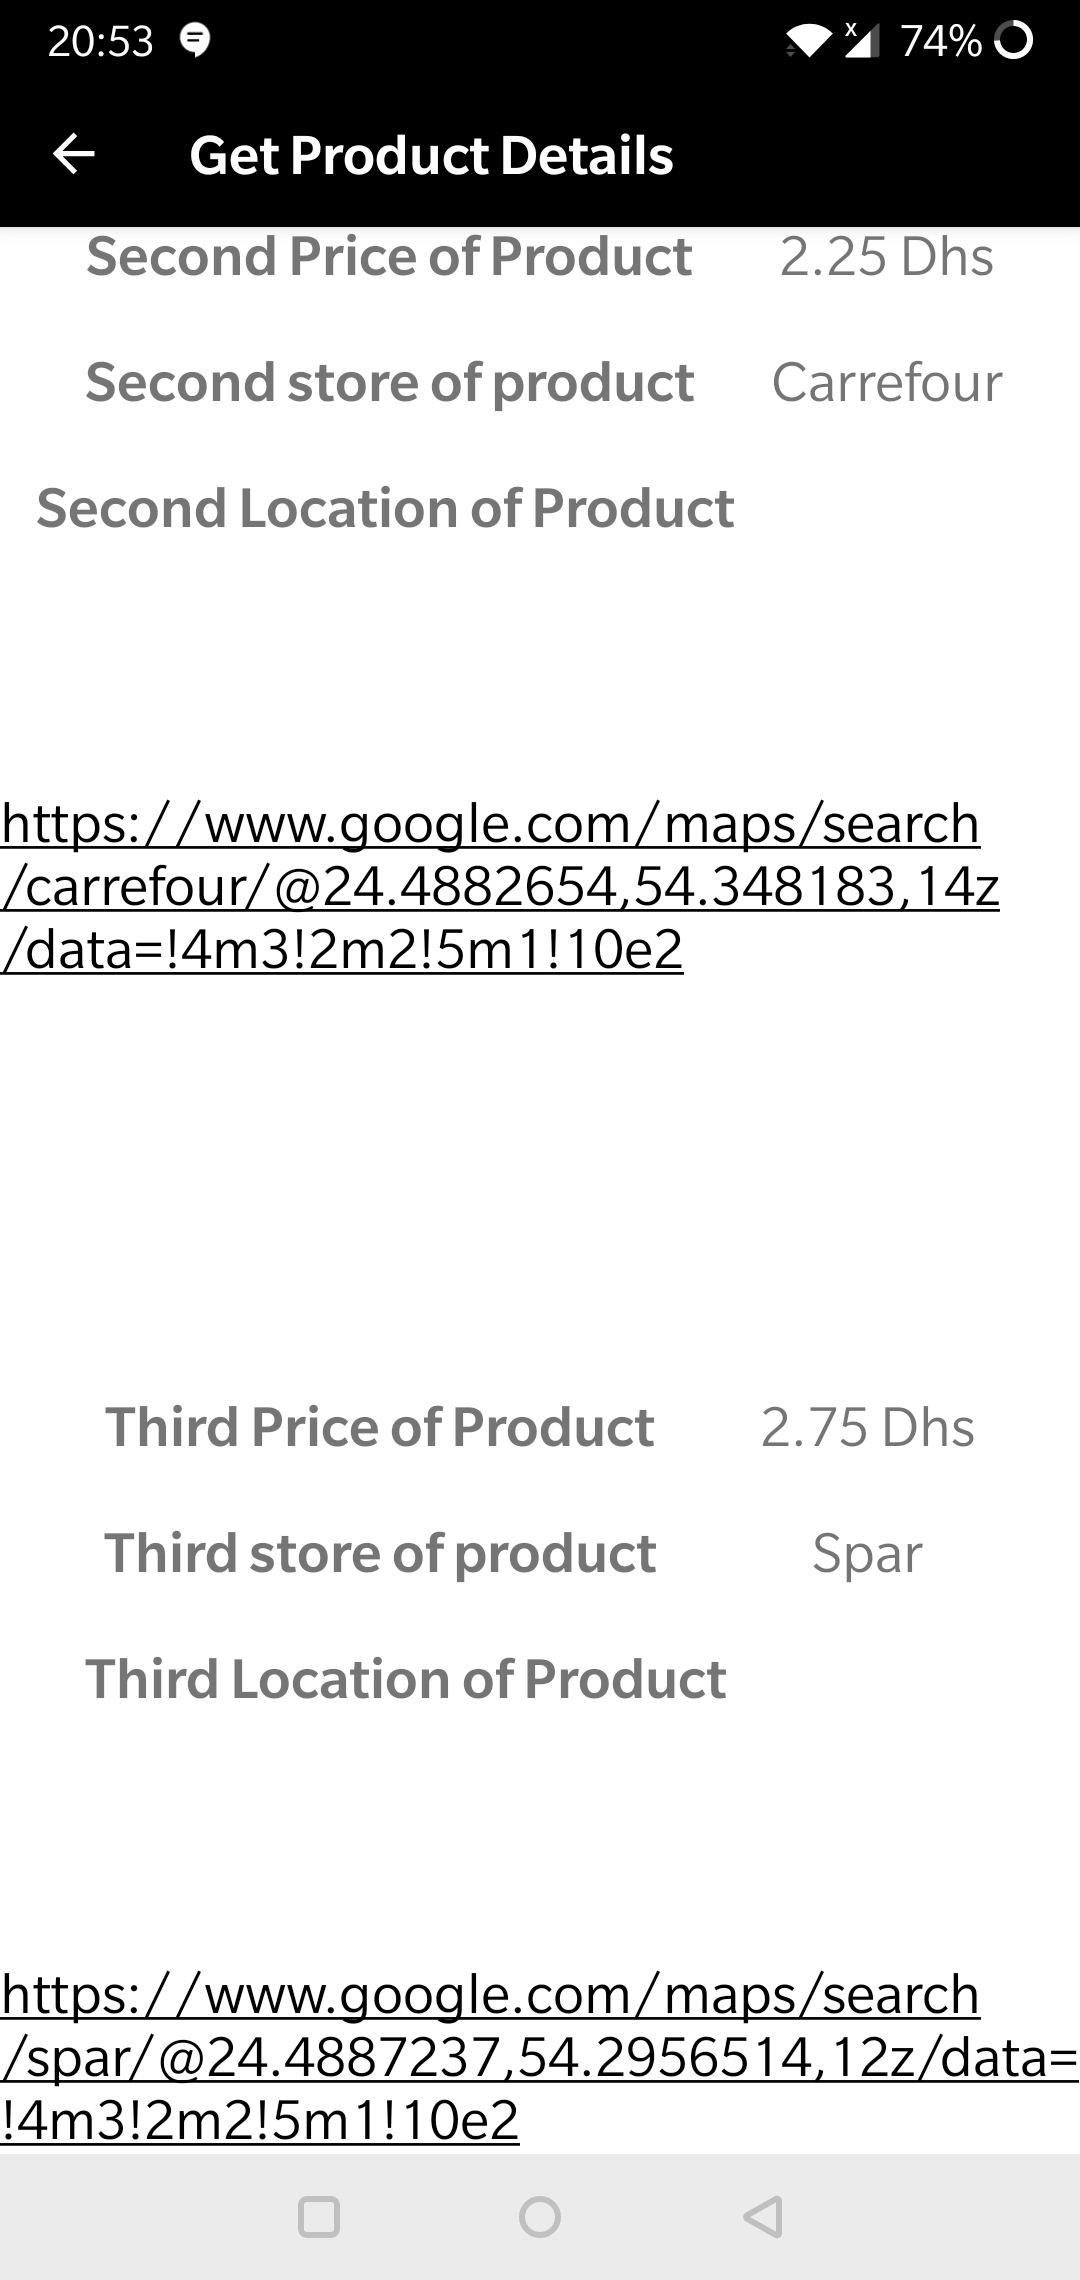 20:53 74%
Get Product Details
Second Price of Product 2.25 Dhs
Second store of product Carrefour
Second Location of Product
https://www.google.com/maps/search
/carrefour/@24.4882654,54.348183,14z
/data=!4m3!2m2!5m1!10e2
Third Price of Product 2.75 Dhs
Third store of product Spar
Third Location of Product
https://www.google.com/maps/search
/spar/@24.4887237,54.2956514,12z/data=
!4m3!2m2!5m1!10e2